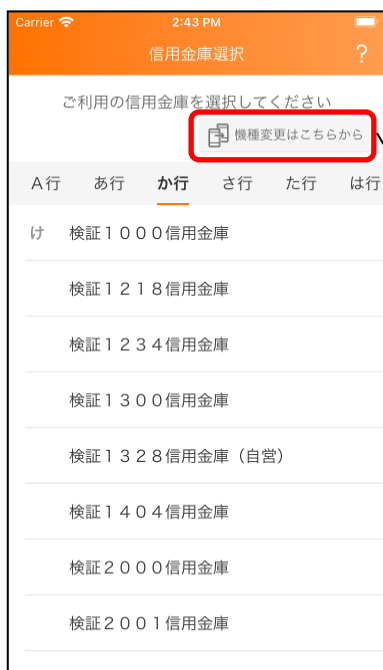 Carrier 2:43 PM
信用金庫選択 ?
ご利用の信用金庫を選択してください
機種変更はこちらから
A行 あ行 か行 さ行 た行 は行
け 検証１０００信用金庫
検証１２１８信用金庫
検証１２３４信用金庫
検証１３００信用金庫
検証１３２８信用金庫（自営）
検証１４０４信用金庫
検証２０００信用金庫
検証２００１信用金庫